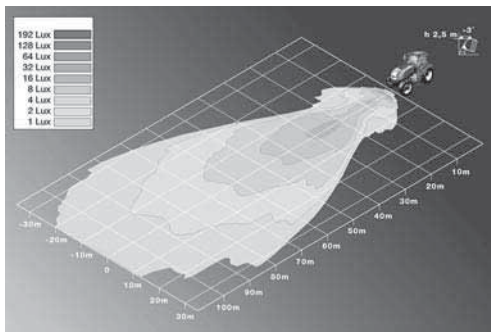 192 Lux
128 Lux
64 Lux
32 Lux
16 Lux
8 Lux
4 Lux
2 Lux
1 Lux
h 2,5 m
-3°
10m
20m
30m
40m
50m
60m
70m
80m
90m
100m
-30m
-20m
-10m
0
10m
20m
30m